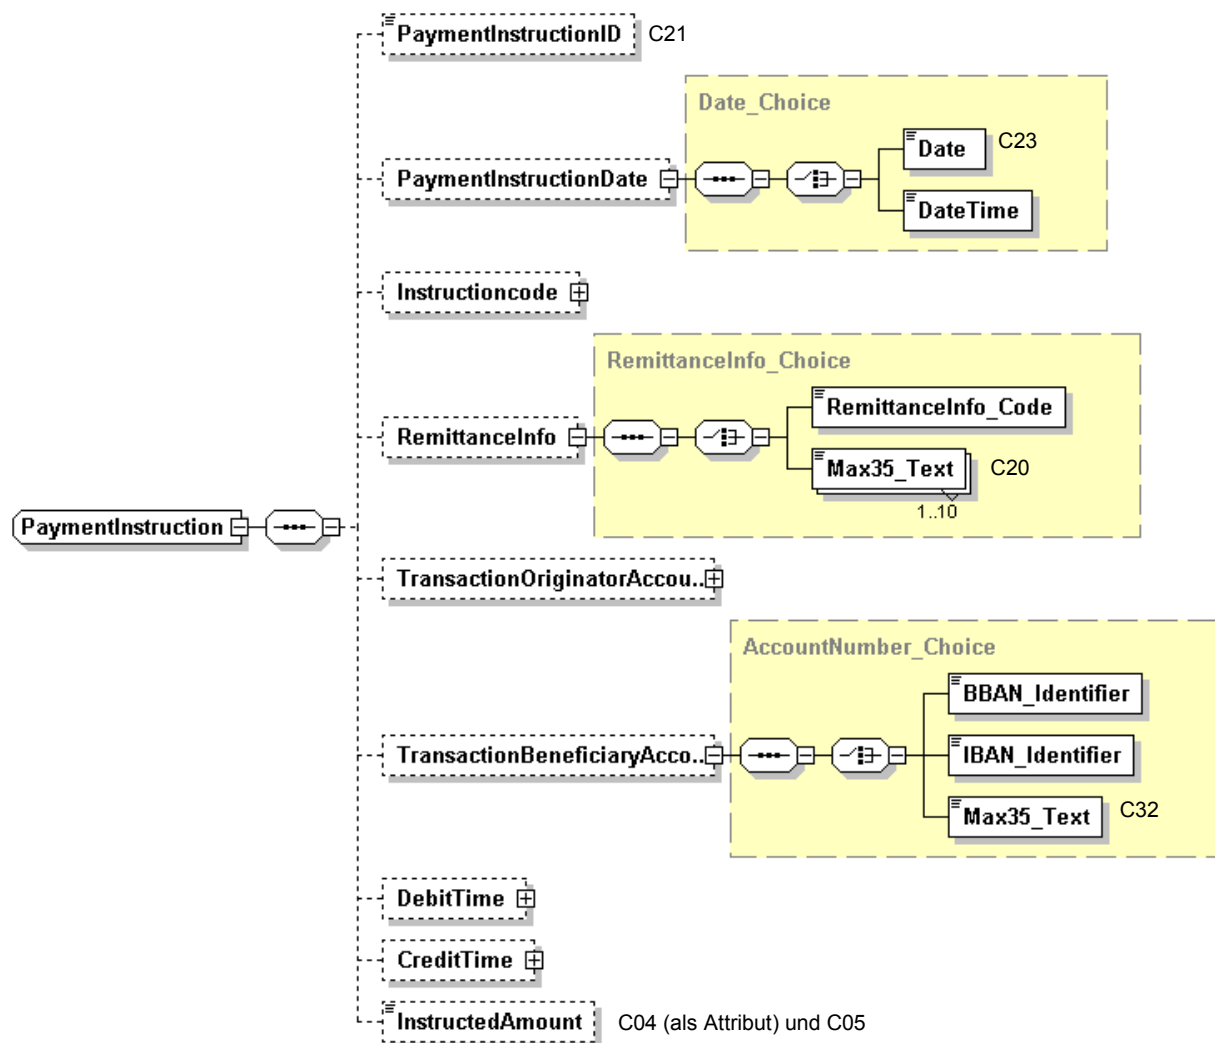 PaymentInstructionID C21
Date_Choice
Date C23
PaymentInstructionDate
DateTime
Instructioncode
RemittanceInfo_Choice
RemittanceInfo_Code
RemittanceInfo
Max35_Text C20
1..10
PaymentInstruction
TransactionOriginatorAccou..
AccountNumber_Choice
BBAN_Identifier
TransactionBeneficiaryAcco..
IBAN_Identifier
Max35_Text C32
DebitTime
CreditTime
InstructedAmount C04 (als Attribut) und C05